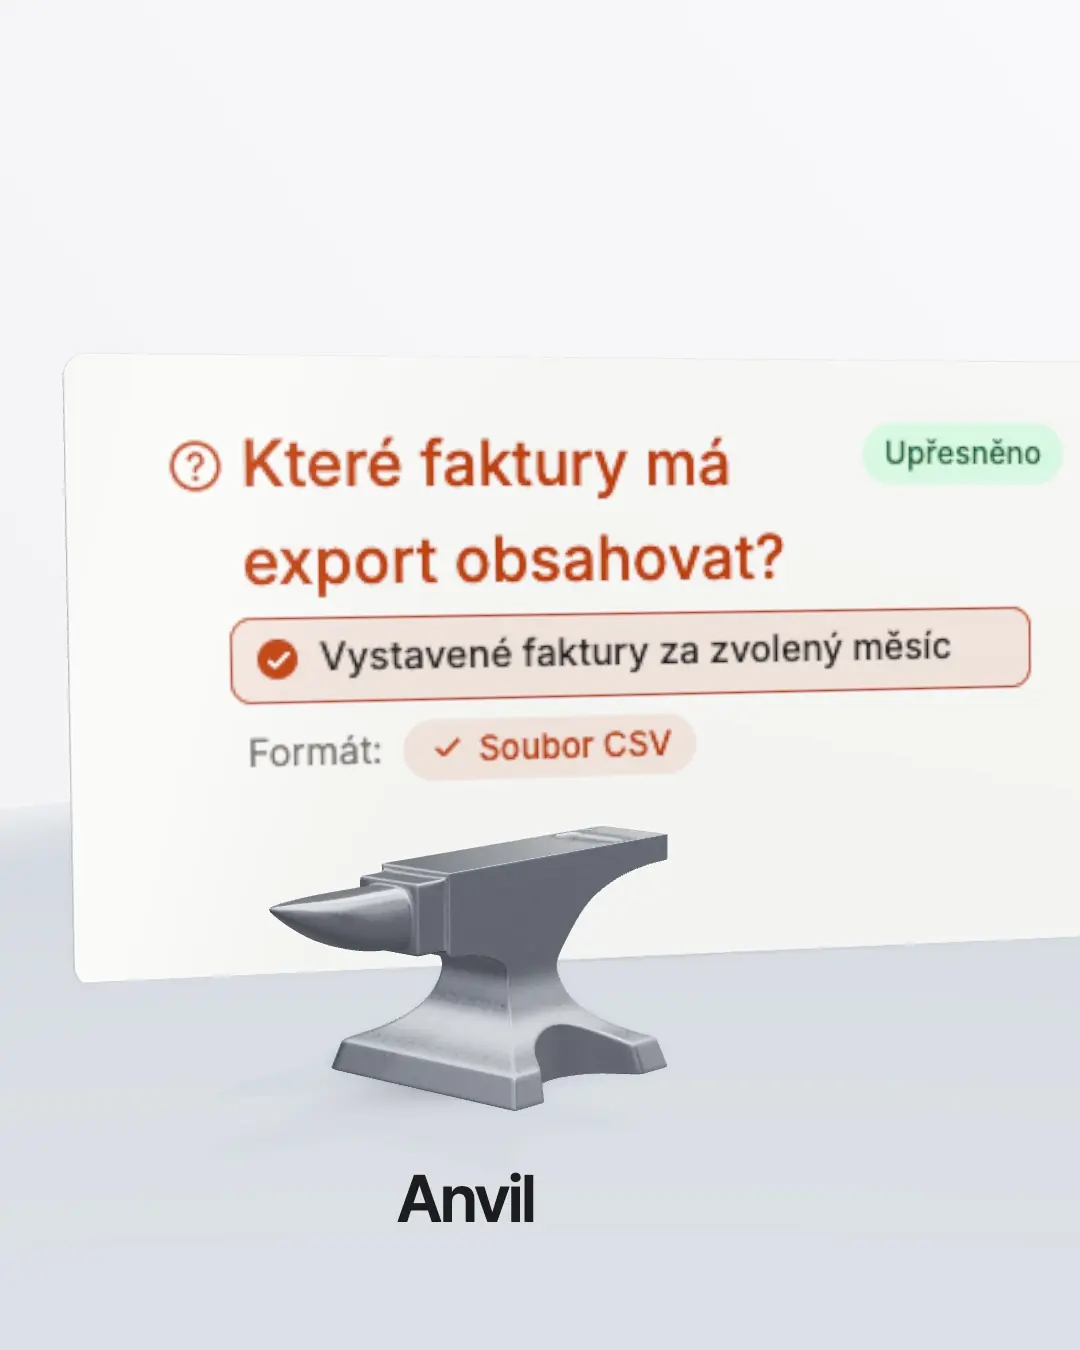 Které faktury má
export obsahovat?
Upřesněno
Vystavené faktury za zvolený měsíc
Formát: Soubor CSV
Anvil